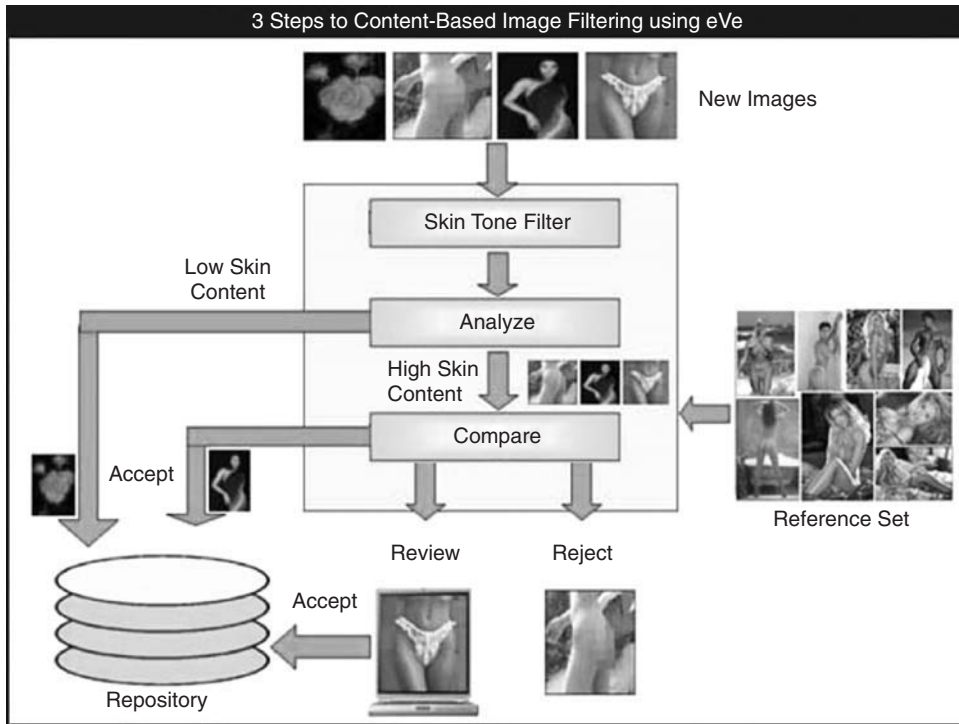 3 Steps to Content-Based Image Filtering using eVe
New Images
Skin Tone Filter
Low Skin
Content
Analyze
High Skin
Content
Compare
Accept
Reference Set
Review
Reject
Accept
Repository